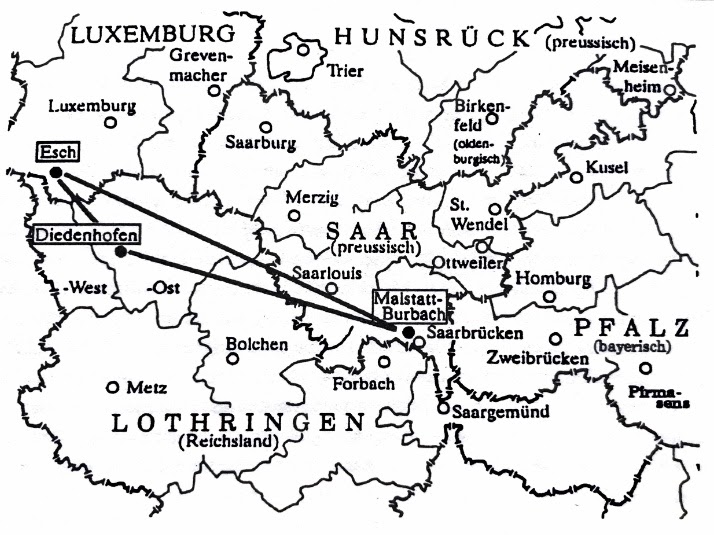 LUXEMBURG
HUNSRÜCK (preussisch)
Greven-
macher
Trier
Meisen-
heim
Luxemburg
Saarburg
Birken-
feld
(olden-
burgisch)
Esch
Kusel
Merzig
St.
Wendel
Diedenhofen
SAAR
(preussisch)
Ottweiler
-West
-Ost
Saarlouis
Homburg
Malstatt-
Burbach
Saarbrücken
PFALZ
(bayerisch)
Bolchen
Zweibrücken
Forbach
Metz
Pirma-
sens
Saargemünd
LOTHRINGEN
(Reichsland)